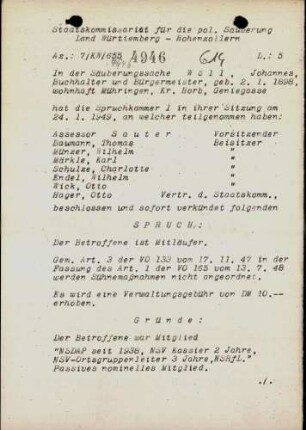 Staatskommissariat für die pol. Säuberung
Land Württemberg - Hohenzollern
Az.: 7/KN/655 4946 L.: 5
In der Säuberungssache W ö l l , Johannes,
Buchhalter und Bürgermeister, geb. 2.1.1898,
wohnhaft Mühringen, Kr. Horb, Geniegasse
hat die Spruchkammer I in ihrer Sitzung am
24.1.1949, an welcher teilgenommen haben:
Assessor S a u t e r Vorsitzender
Baumann, Thomas Beisitzer
Münzer, Wilhelm "
Märkle, Karl "
Schulze, Charlotte "
Endel, Wilhelm "
Wick, Otto "
Hager, Otto Vertr. d. Staatskomm.,
beschlossen und sofort verkündet folgenden
S P R U C H :
Der Betroffene ist Mitläufer.
Gem. Art. 3 der VO 133 vom 17.11.47 in der
Fassung des Art. 1 der VO 165 vom 13.7.48
werden Sühnemaßnahmen nicht angeordnet.
Es wird eine Verwaltungsgebühr von DM 10.--
erhoben.
G r ü n d e :
Der Betroffene war Mitglied
"NSDAP seit 1938, NSV Kassier 2 Jahre,
NSV-Ortsgruppenleiter 3 Jahre, NSRfL."
Passives nominelles Mitglied.
./.